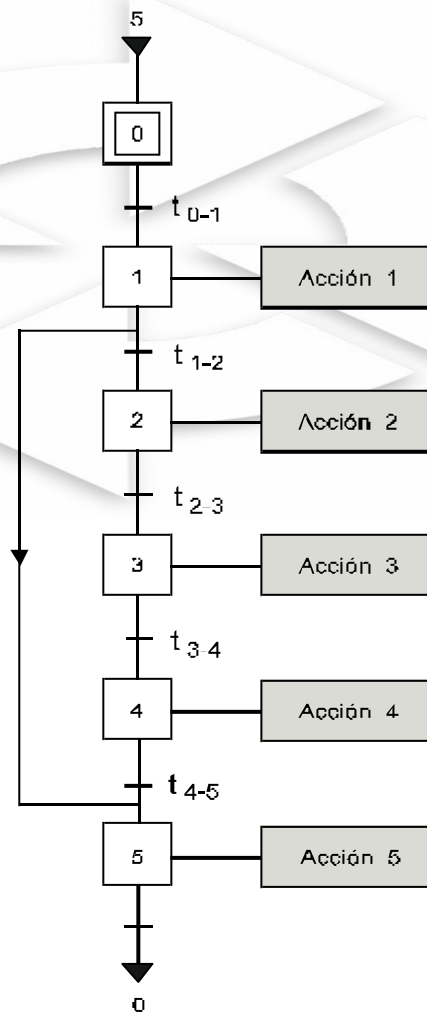 5
0
t 0-1
1 Acción 1
t 1-2
2 Acción 2
t 2-3
3 Acción 3
t 3-4
4 Acción 4
t 4-5
5 Acción 5
0